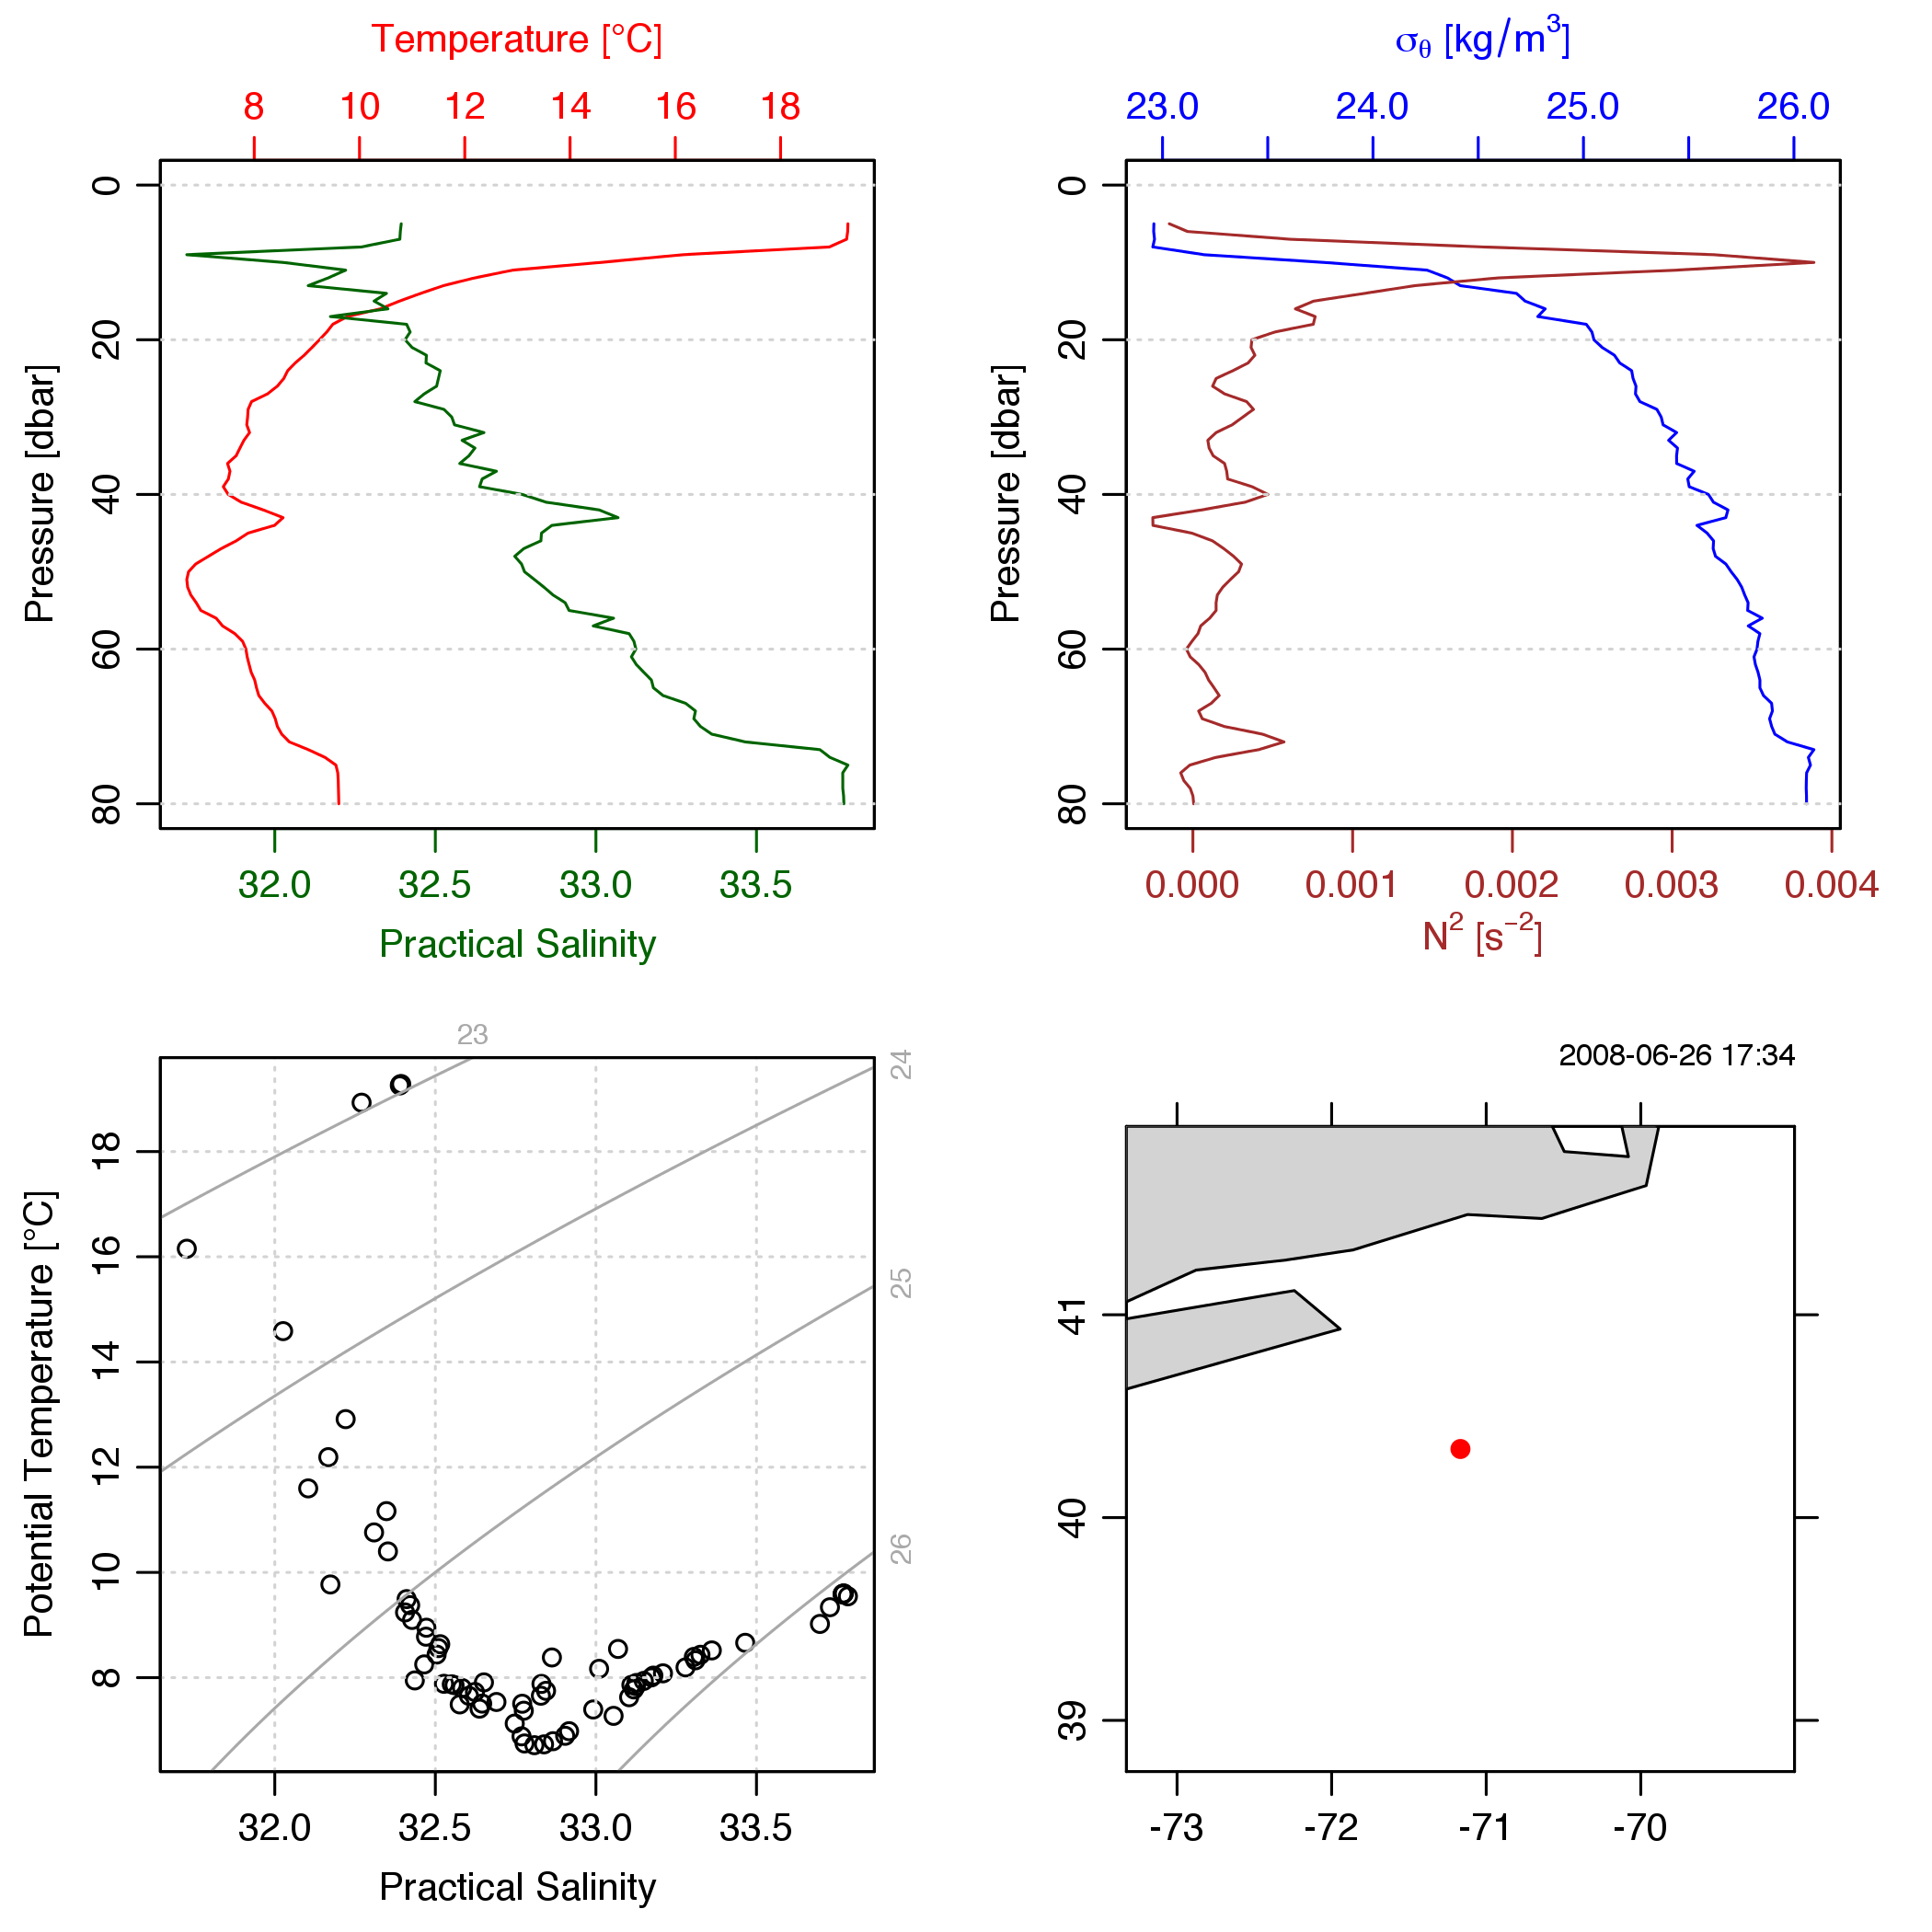 Temperature [°C]
8 10 12 14 16 18
0
20
40
60
80
Pressure [dbar]
32.0 32.5 33.0 33.5
Practical Salinity
σθ [kg/m³]
23.0 24.0 25.0 26.0
0
20
40
60
80
Pressure [dbar]
0.000 0.001 0.002 0.003 0.004
N² [s⁻²]
23
24
25
26
18
16
14
12
10
8
Potential Temperature [°C]
32.0 32.5 33.0 33.5
Practical Salinity
2008-06-26 17:34
41
40
39
-73 -72 -71 -70